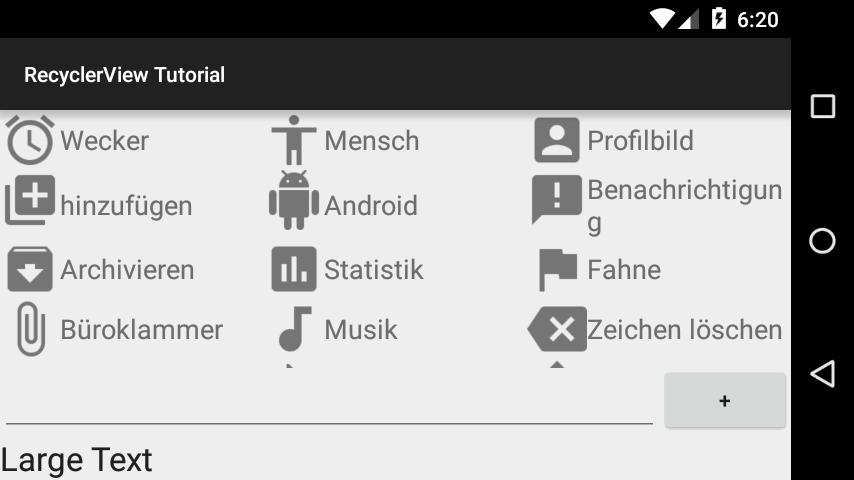 6:20
RecyclerView Tutorial
Wecker
Mensch
Profilbild
hinzufügen
Android
Benachrichtigun
g
Archivieren
Statistik
Fahne
Büroklammer
Musik
Zeichen löschen
+
Large Text